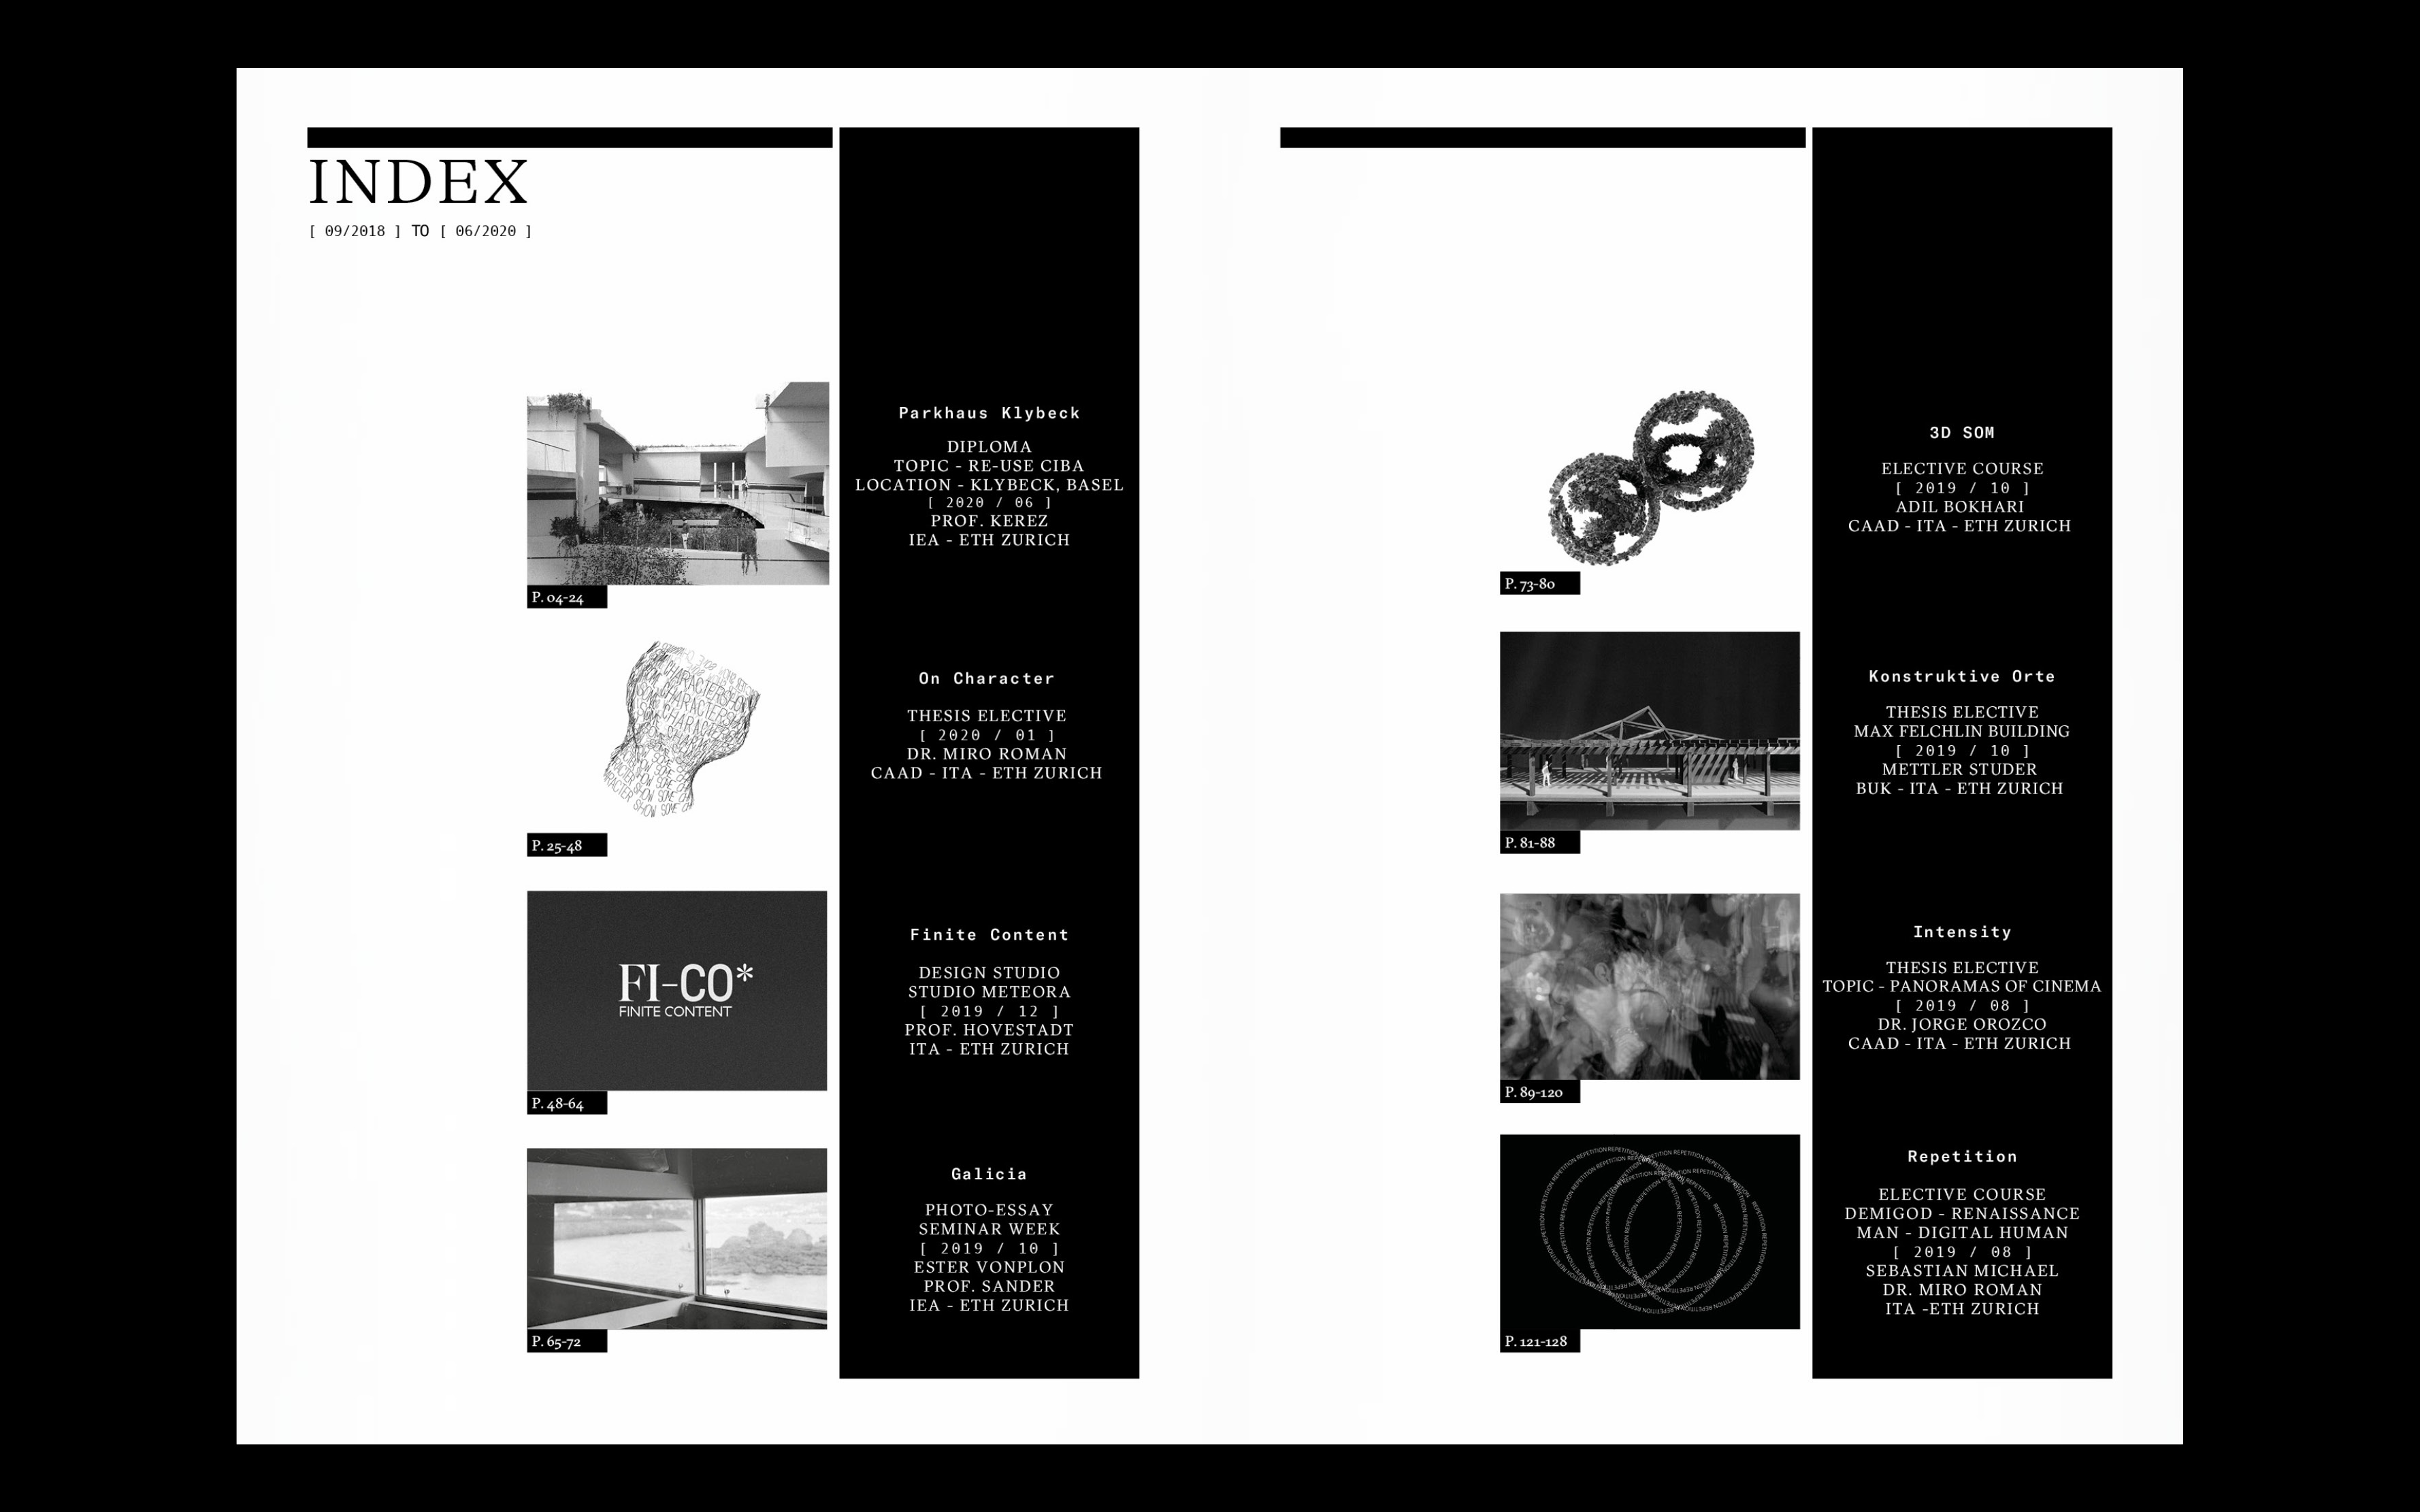 INDEX
[ 09/2018 ] TO [ 06/2020 ]
Parkhaus Klybeck
DIPLOMA
TOPIC - RE-USE CIBA
LOCATION - KLYBECK, BASEL
[ 2020 / 06 ]
PROF. KEREZ
IEA - ETH ZURICH
P. 04-24
CHARACTERS
On Character
THESIS ELECTIVE
[ 2020 / 01 ]
DR. MIRO ROMAN
CAAD - ITA - ETH ZURICH
P. 25-48
FI-CO*
FINITE CONTENT
Finite Content
DESIGN STUDIO
STUDIO METEORA
[ 2019 / 12 ]
PROF. HOVESTADT
ITA - ETH ZURICH
P. 48-64
Galicia
PHOTO-ESSAY
SEMINAR WEEK
[ 2019 / 10 ]
ESTER VONPLON
PROF. SANDER
IEA - ETH ZURICH
P. 65-72
3D SOM
ELECTIVE COURSE
[ 2019 / 10 ]
ADIL BOKHARI
CAAD - ITA - ETH ZURICH
P. 73-80
Konstruktive Orte
THESIS ELECTIVE
MAX FELCHLIN BUILDING
[ 2019 / 10 ]
METTLER STUDER
BUK - ITA - ETH ZURICH
P. 81-88
Intensity
THESIS ELECTIVE
TOPIC - PANORAMAS OF CINEMA
[ 2019 / 08 ]
DR. JORGE OROZCO
CAAD - ITA - ETH ZURICH
P. 89-120
REPETITION REPETITION REPETITION
Repetition
ELECTIVE COURSE
DEMIGOD - RENAISSANCE
MAN - DIGITAL HUMAN
[ 2019 / 08 ]
SEBASTIAN MICHAEL
DR. MIRO ROMAN
ITA -ETH ZURICH
P. 121-128